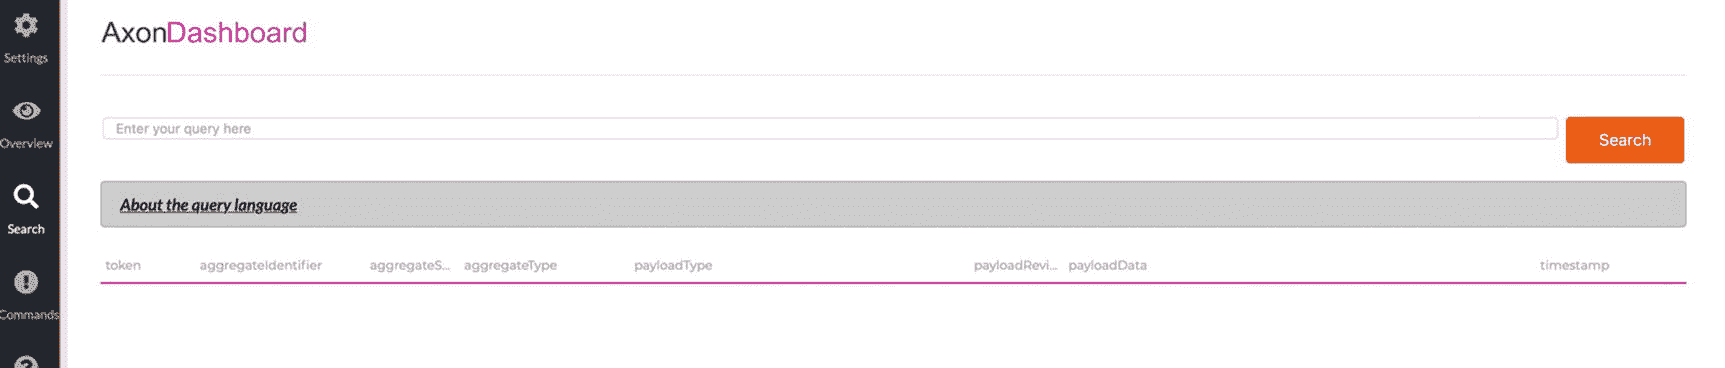 Settings
Overview
Search
Commands
AxonDashboard
Enter your query here
Search
About the query language
token aggregateIdentifier aggregateS... aggregateType payloadType payloadRevi... payloadData timestamp